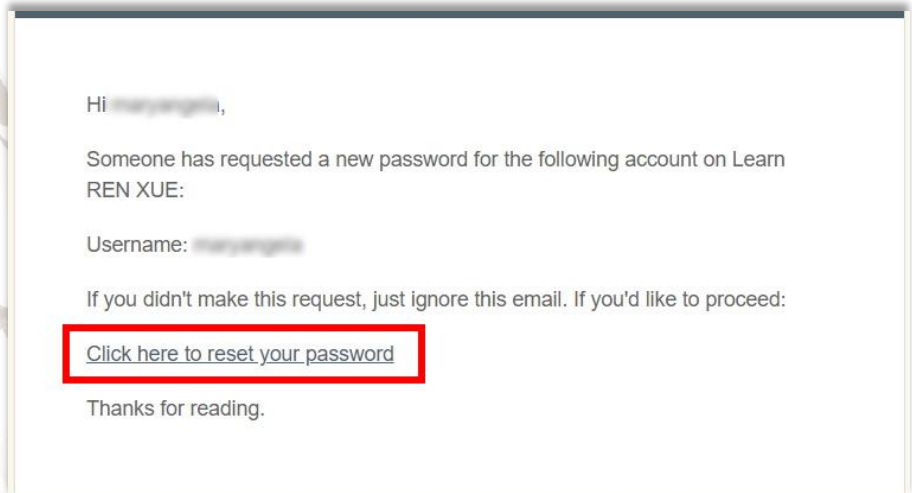 Hi ,
Someone has requested a new password for the following account on Learn
REN XUE:
Username:
If you didn't make this request, just ignore this email. If you'd like to proceed:
Click here to reset your password
Thanks for reading.